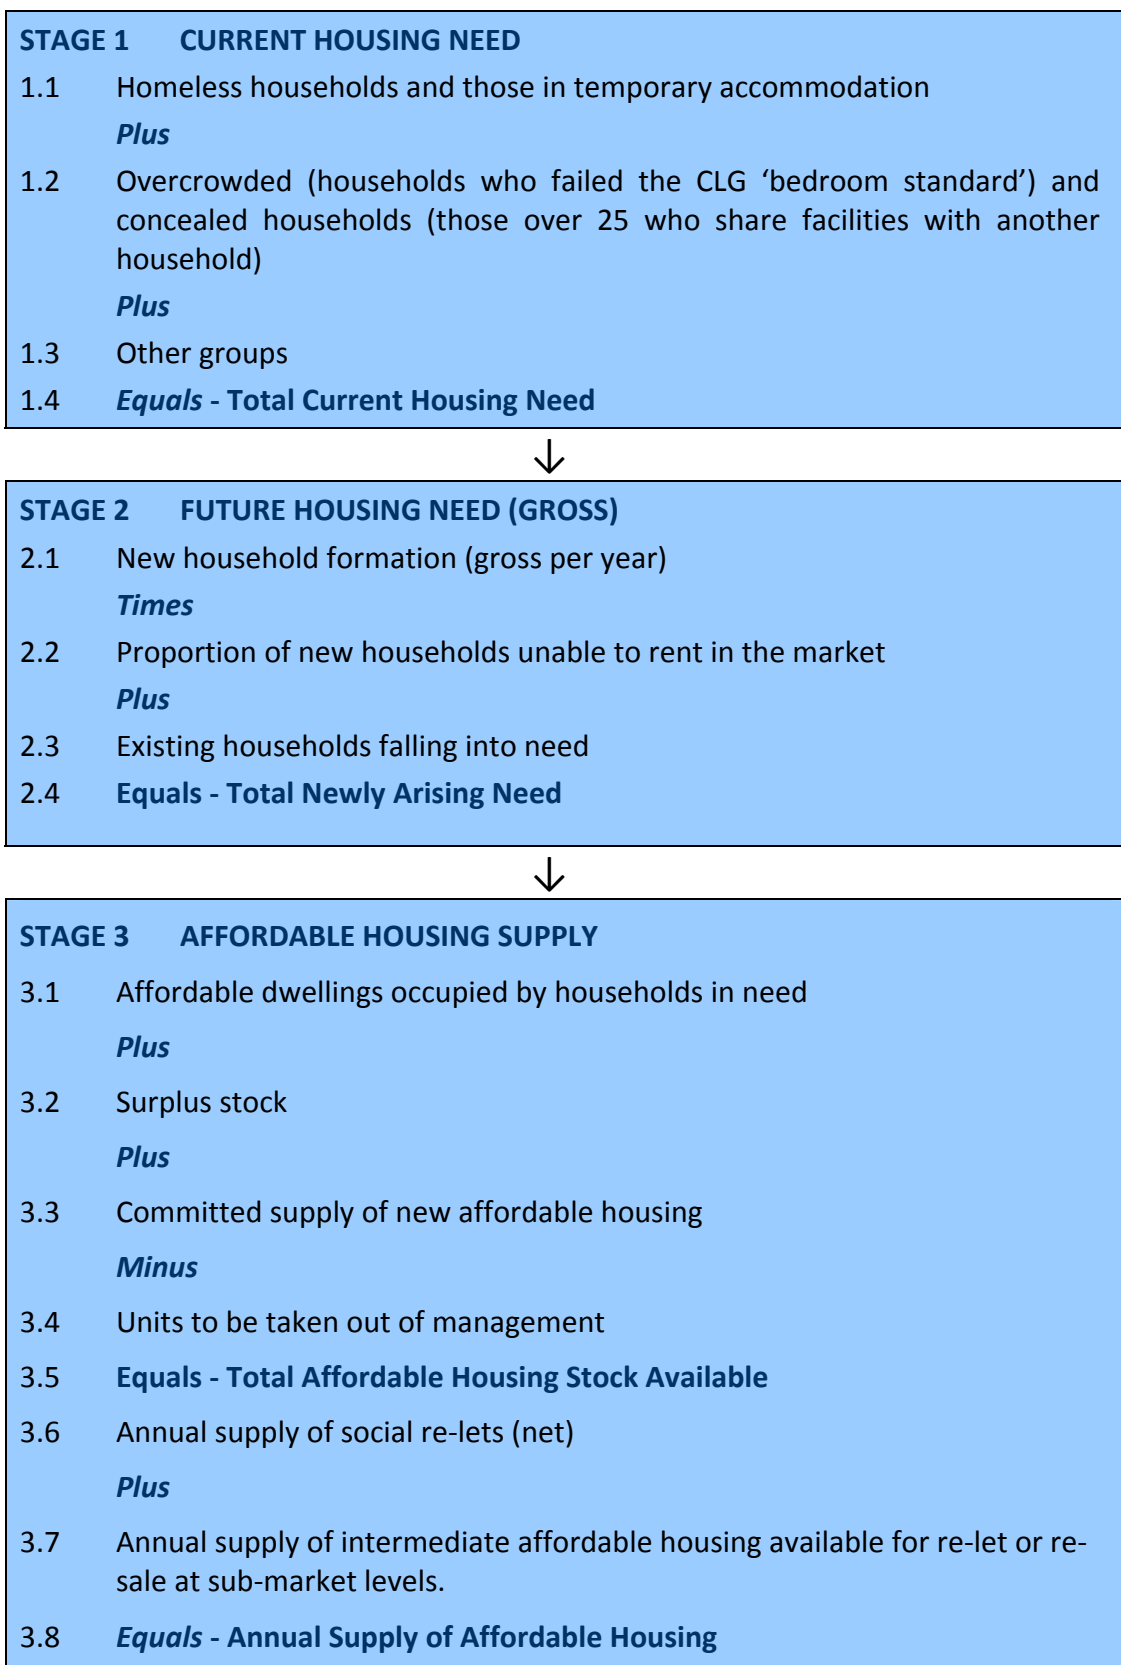 STAGE 1 CURRENT HOUSING NEED
1.1 Homeless households and those in temporary accommodation
Plus
1.2 Overcrowded (households who failed the CLG ‘bedroom standard’) and
concealed households (those over 25 who share facilities with another
household)
Plus
1.3 Other groups
1.4 Equals - Total Current Housing Need
↓
STAGE 2 FUTURE HOUSING NEED (GROSS)
2.1 New household formation (gross per year)
Times
2.2 Proportion of new households unable to rent in the market
Plus
2.3 Existing households falling into need
2.4 Equals - Total Newly Arising Need
↓
STAGE 3 AFFORDABLE HOUSING SUPPLY
3.1 Affordable dwellings occupied by households in need
Plus
3.2 Surplus stock
Plus
3.3 Committed supply of new affordable housing
Minus
3.4 Units to be taken out of management
3.5 Equals - Total Affordable Housing Stock Available
3.6 Annual supply of social re-lets (net)
Plus
3.7 Annual supply of intermediate affordable housing available for re-let or re-
sale at sub-market levels.
3.8 Equals - Annual Supply of Affordable Housing